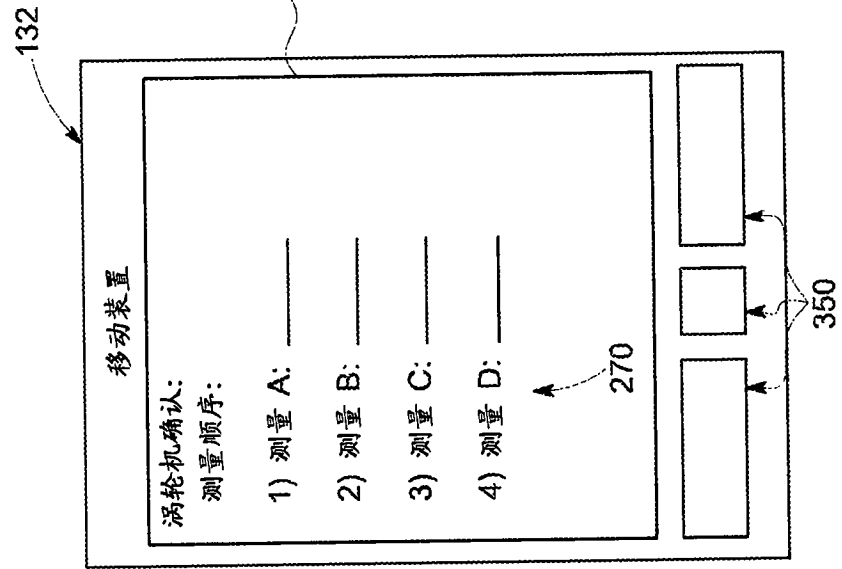 132
移动装置
涡轮机确认:
测量顺序:
1) 测量 A:
2) 测量 B:
3) 测量 C:
4) 测量 D:
270
350